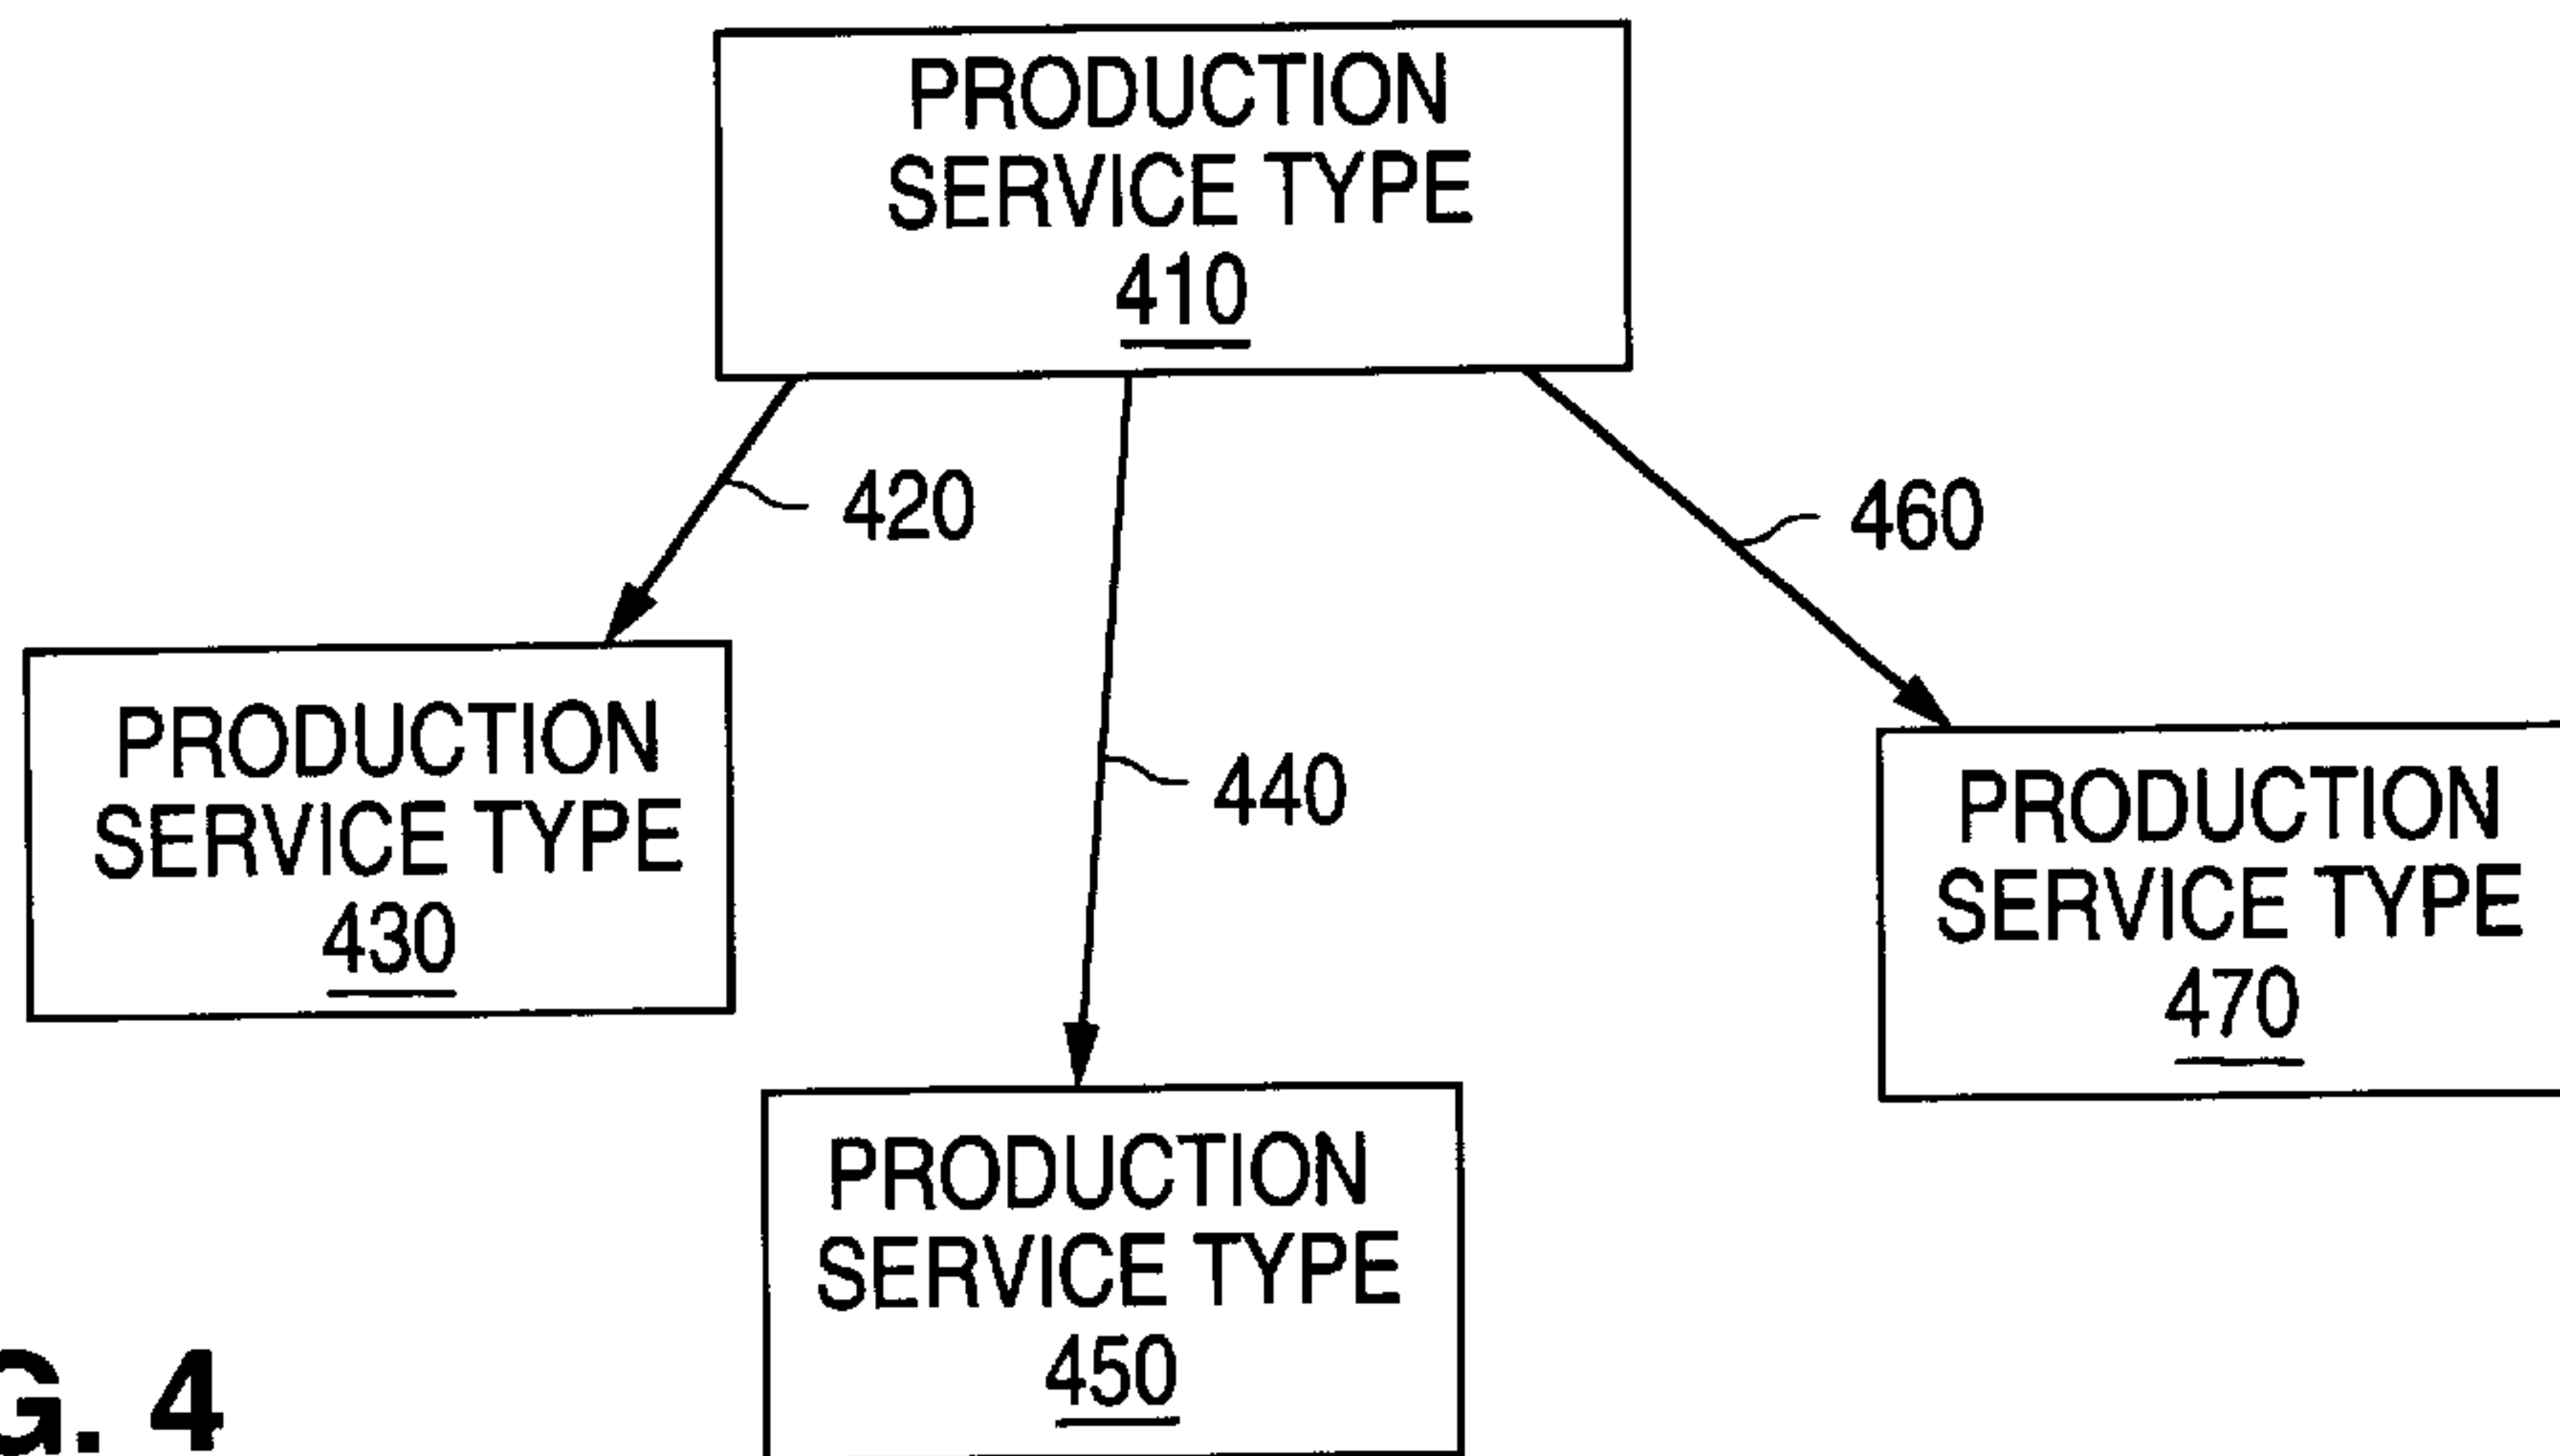 PRODUCTION
SERVICE TYPE
410
420
460
440
PRODUCTION
SERVICE TYPE
430
PRODUCTION
SERVICE TYPE
470
PRODUCTION
SERVICE TYPE
450
G. 4